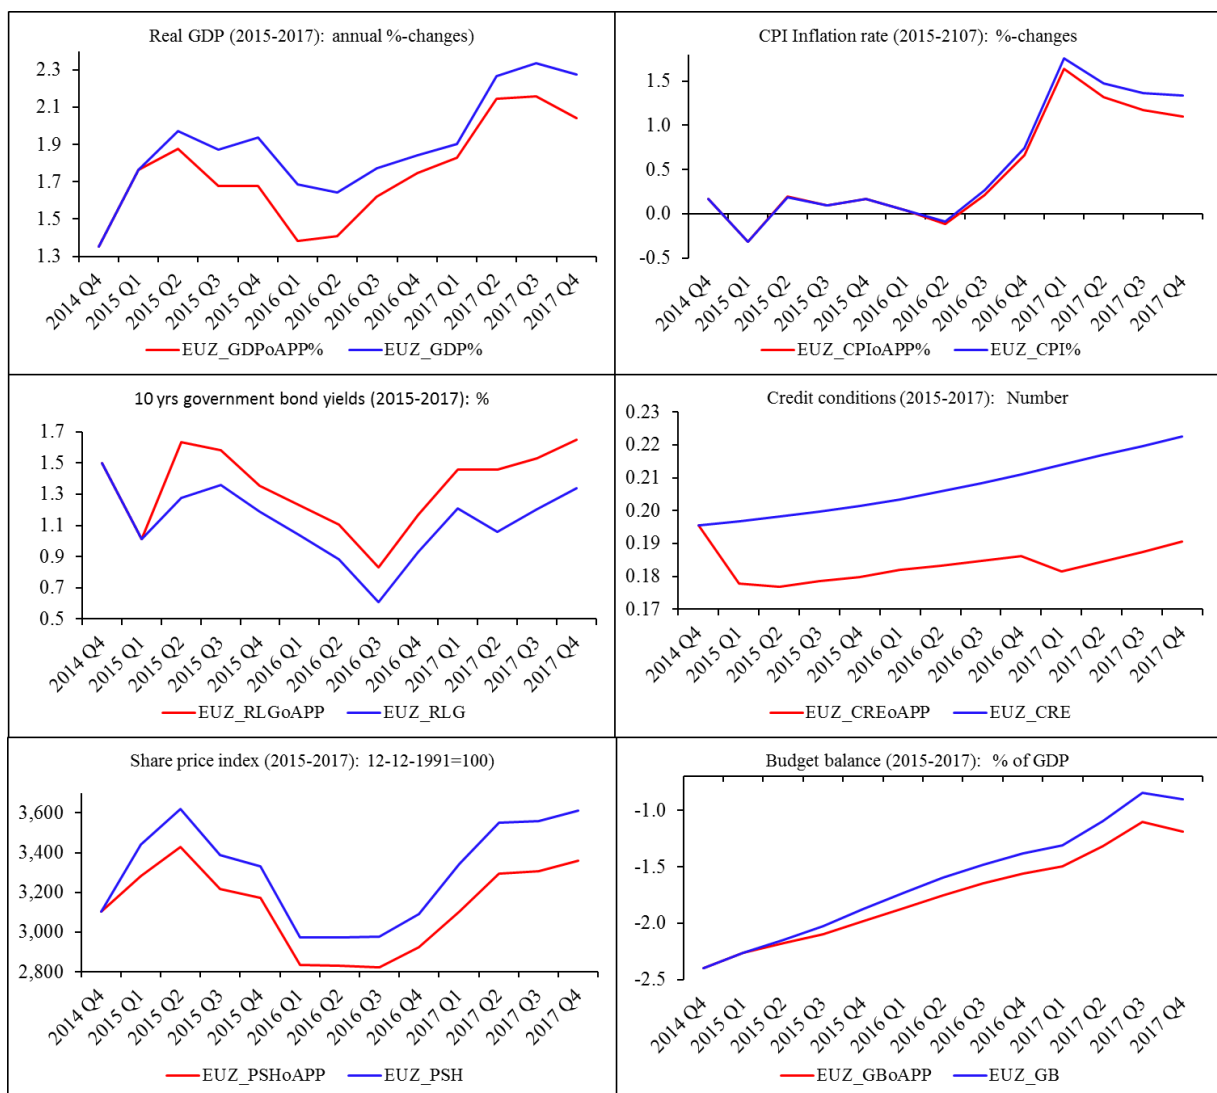 Real GDP (2015-2017): annual %-changes)
2.3
2.1
1.9
1.7
1.5
1.3
2014 Q4
2015 Q1
2015 Q2
2015 Q3
2015 Q4
2016 Q1
2016 Q2
2016 Q3
2016 Q4
2017 Q1
2017 Q2
2017 Q3
2017 Q4
EUZ_GDPoAPP% EUZ_GDP%
CPI Inflation rate (2015-2107): %-changes
1.5
1.0
0.5
0.0
-0.5
2014 Q4
2015 Q1
2015 Q2
2015 Q3
2015 Q4
2016 Q1
2016 Q2
2016 Q3
2016 Q4
2017 Q1
2017 Q2
2017 Q3
2017 Q4
EUZ_CPIoAPP% EUZ_CPI%
10 yrs government bond yields (2015-2017): %
1.7
1.5
1.3
1.1
0.9
0.7
0.5
2014 Q4
2015 Q1
2015 Q2
2015 Q3
2015 Q4
2016 Q1
2016 Q2
2016 Q3
2016 Q4
2017 Q1
2017 Q2
2017 Q3
2017 Q4
EUZ_RLGoAPP EUZ_RLG
Credit conditions (2015-2017): Number
0.23
0.22
0.21
0.20
0.19
0.18
0.17
2014 Q4
2015 Q1
2015 Q2
2015 Q3
2015 Q4
2016 Q1
2016 Q2
2016 Q3
2016 Q4
2017 Q1
2017 Q2
2017 Q3
2017 Q4
EUZ_CREoAPP EUZ_CRE
Share price index (2015-2017): 12-12-1991=100)
3,600
3,400
3,200
3,000
2,800
2014 Q4
2015 Q1
2015 Q2
2015 Q3
2015 Q4
2016 Q1
2016 Q2
2016 Q3
2016 Q4
2017 Q1
2017 Q2
2017 Q3
2017 Q4
EUZ_PSHoAPP EUZ_PSH
Budget balance (2015-2017): % of GDP
-1.0
-1.5
-2.0
-2.5
2014 Q4
2015 Q1
2015 Q2
2015 Q3
2015 Q4
2016 Q1
2016 Q2
2016 Q3
2016 Q4
2017 Q1
2017 Q2
2017 Q3
2017 Q4
EUZ_GBoAPP EUZ_GB